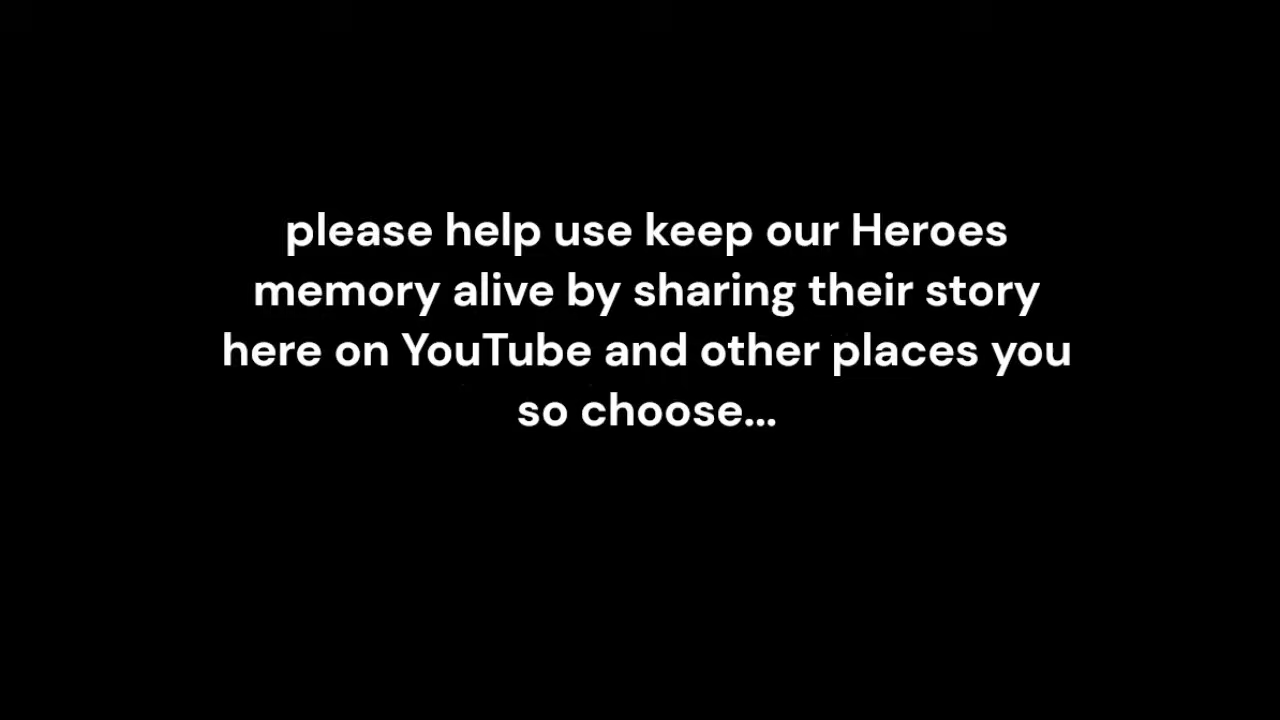 please help use keep our Heroes
memory alive by sharing their story
here on YouTube and other places you
so choose...